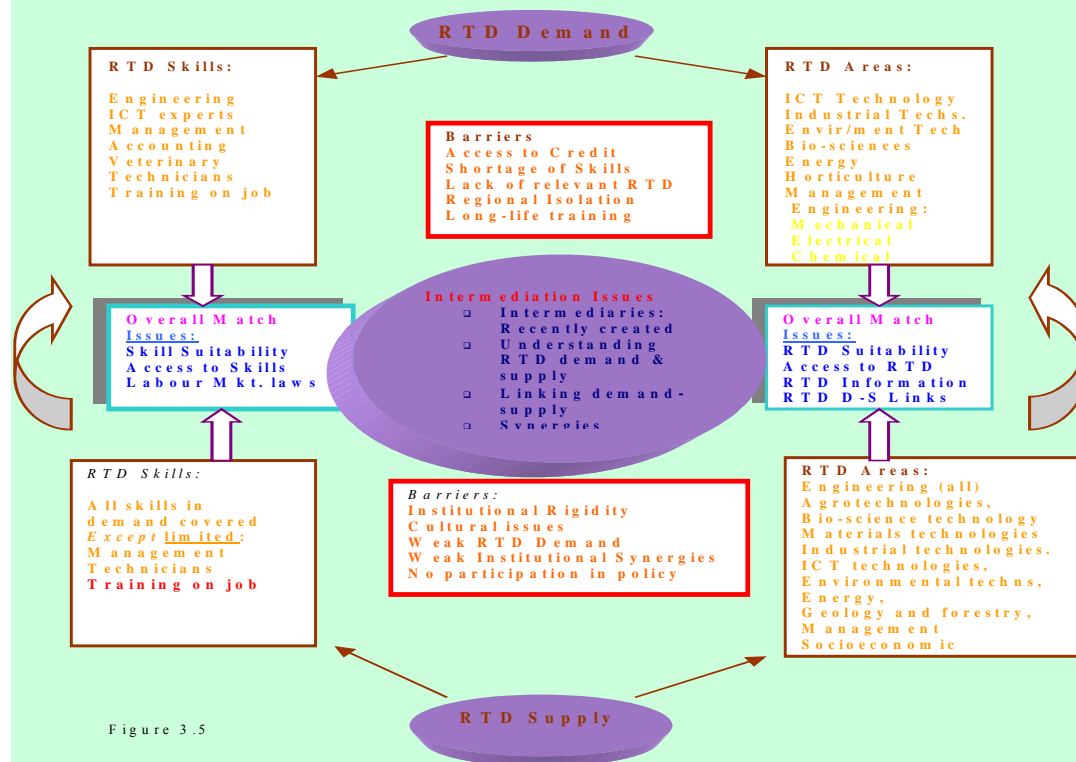 RTD Demand
RTD Skills:
Engineering
ICT experts
Management
Accounting
Veterinary
Technicians
Training on job
Barriers
Access to Credit
Shortage of Skills
Lack of relevant RTD
Regional Isolation
Long-life training
RTD Areas:
ICT Technology
Industrial Techs.
Envir/ment Tech
Bio-sciences
Energy
Horticulture
Management
Engineering:
Mechanical
Electrical
Chemical
Overall Match
Issues:
Skill Suitability
Access to Skills
Labour Mkt. laws
Intermediation Issues
Intermediaries:
Recently created
Understanding
RTD demand &
supply
Linking demand-
supply
Synergies
Overall Match
Issues:
RTD Suitability
Access to RTD
RTD Information
RTD D-S Links
RTD Skills:
All skills in
demand covered
Except limited:
Management
Technicians
Training on job
Barriers:
Institutional Rigidity
Cultural issues
Weak RTD Demand
Weak Institutional Synergies
No participation in policy
RTD Areas:
Engineering (all)
Agrotechnologies,
Bio-science technology
Materials technologies
Industrial technologies.
ICT technologies,
Environmental techns,
Energy,
Geology and forestry,
Management
Socioeconomic
RTD Supply
Figure 3.5